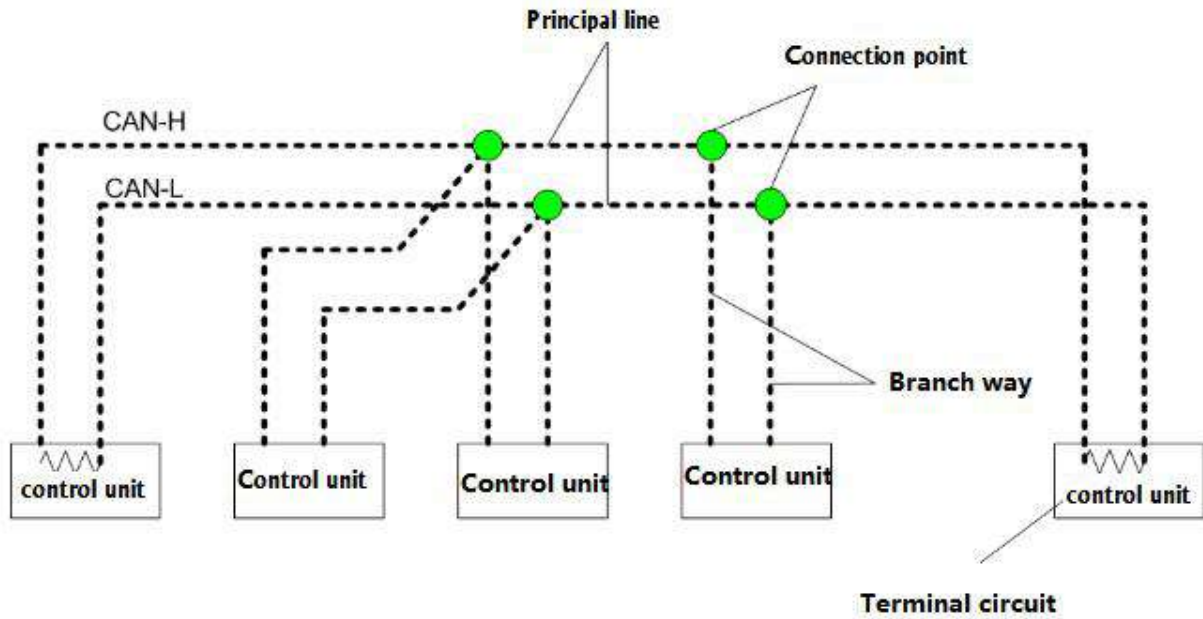 Principal line
Connection point
CAN-H
CAN-L
Branch way
control unit
Control unit
Control unit
Control unit
control unit
Terminal circuit